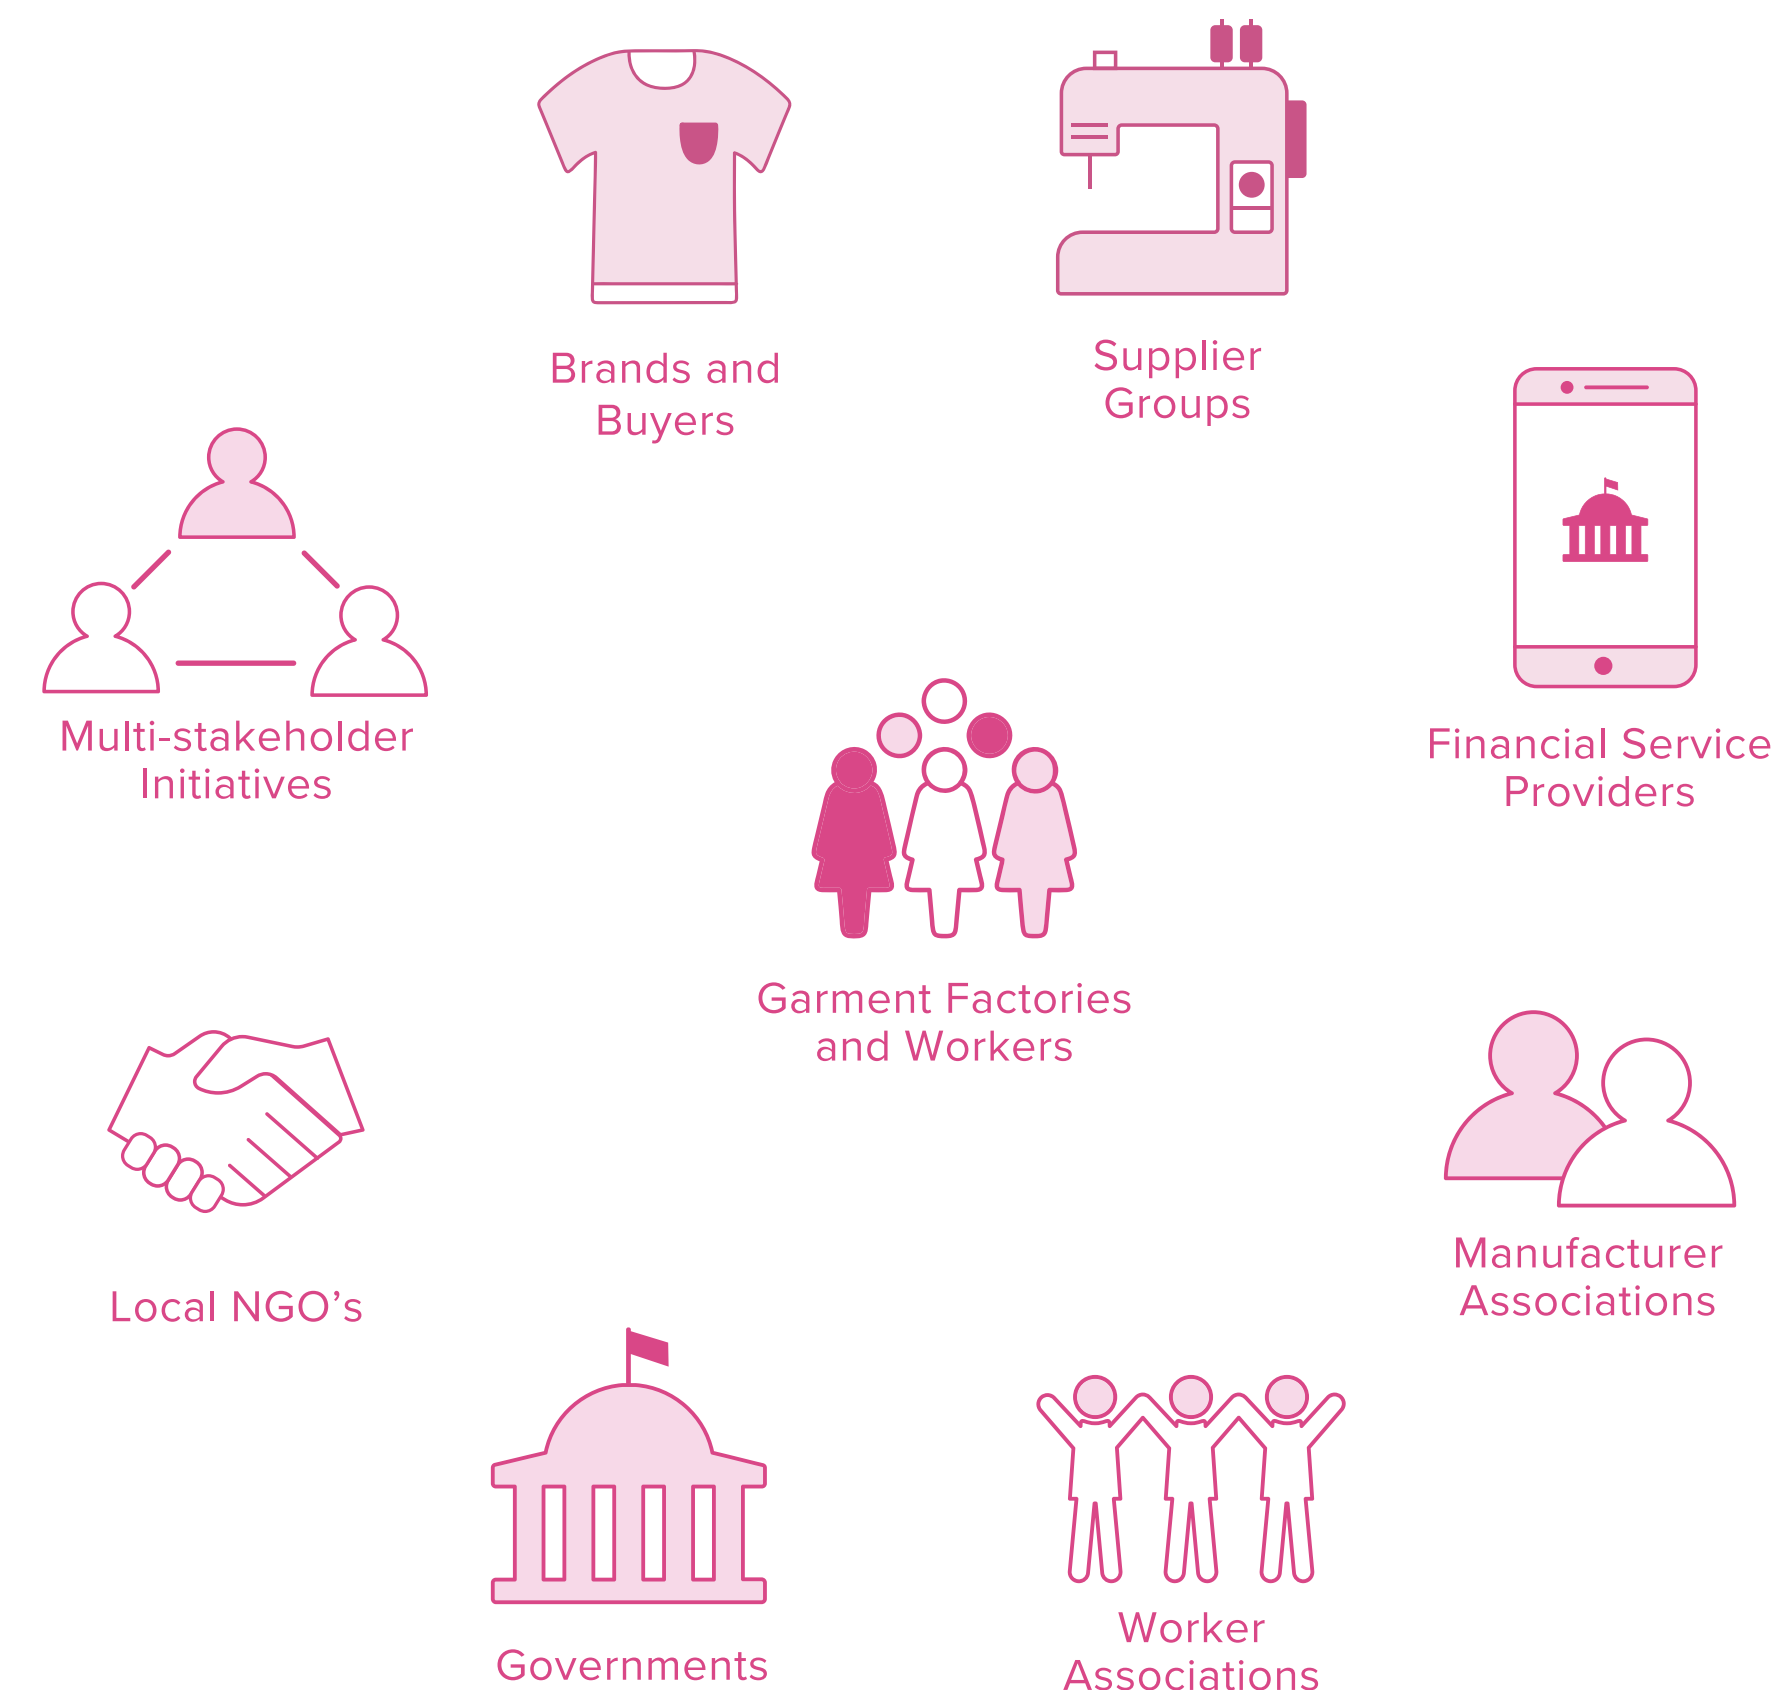 Brands and
Buyers
Supplier
Groups
Multi-stakeholder
Initiatives
Financial Service
Providers
Garment Factories
and Workers
Local NGO’s
Manufacturer
Associations
Governments
Worker
Associations